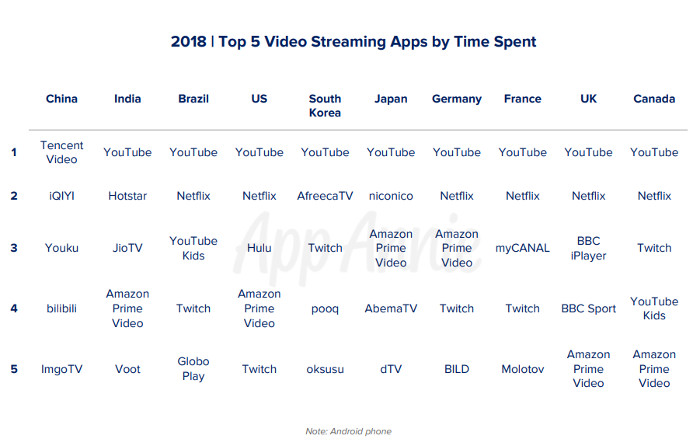 2018 | Top 5 Video Streaming Apps by Time Spent
China India Brazil US South Korea Japan Germany France UK Canada
1 Tencent Video YouTube YouTube YouTube YouTube YouTube YouTube YouTube YouTube YouTube
2 iQIYI Hotstar Netflix Netflix AfreecaTV niconico Netflix Netflix Netflix Netflix
3 Youku JioTV YouTube Kids Hulu Twitch Amazon Prime Video Amazon Prime Video myCANAL BBC iPlayer Twitch
4 bilibili Amazon Prime Video Twitch Amazon Prime Video pooq AbemaTV Twitch Twitch BBC Sport YouTube Kids
5 ImgoTV Voot Globo Play Twitch oksusu dTV BILD Molotov Amazon Prime Video Amazon Prime Video
App Annie
Note: Android phone